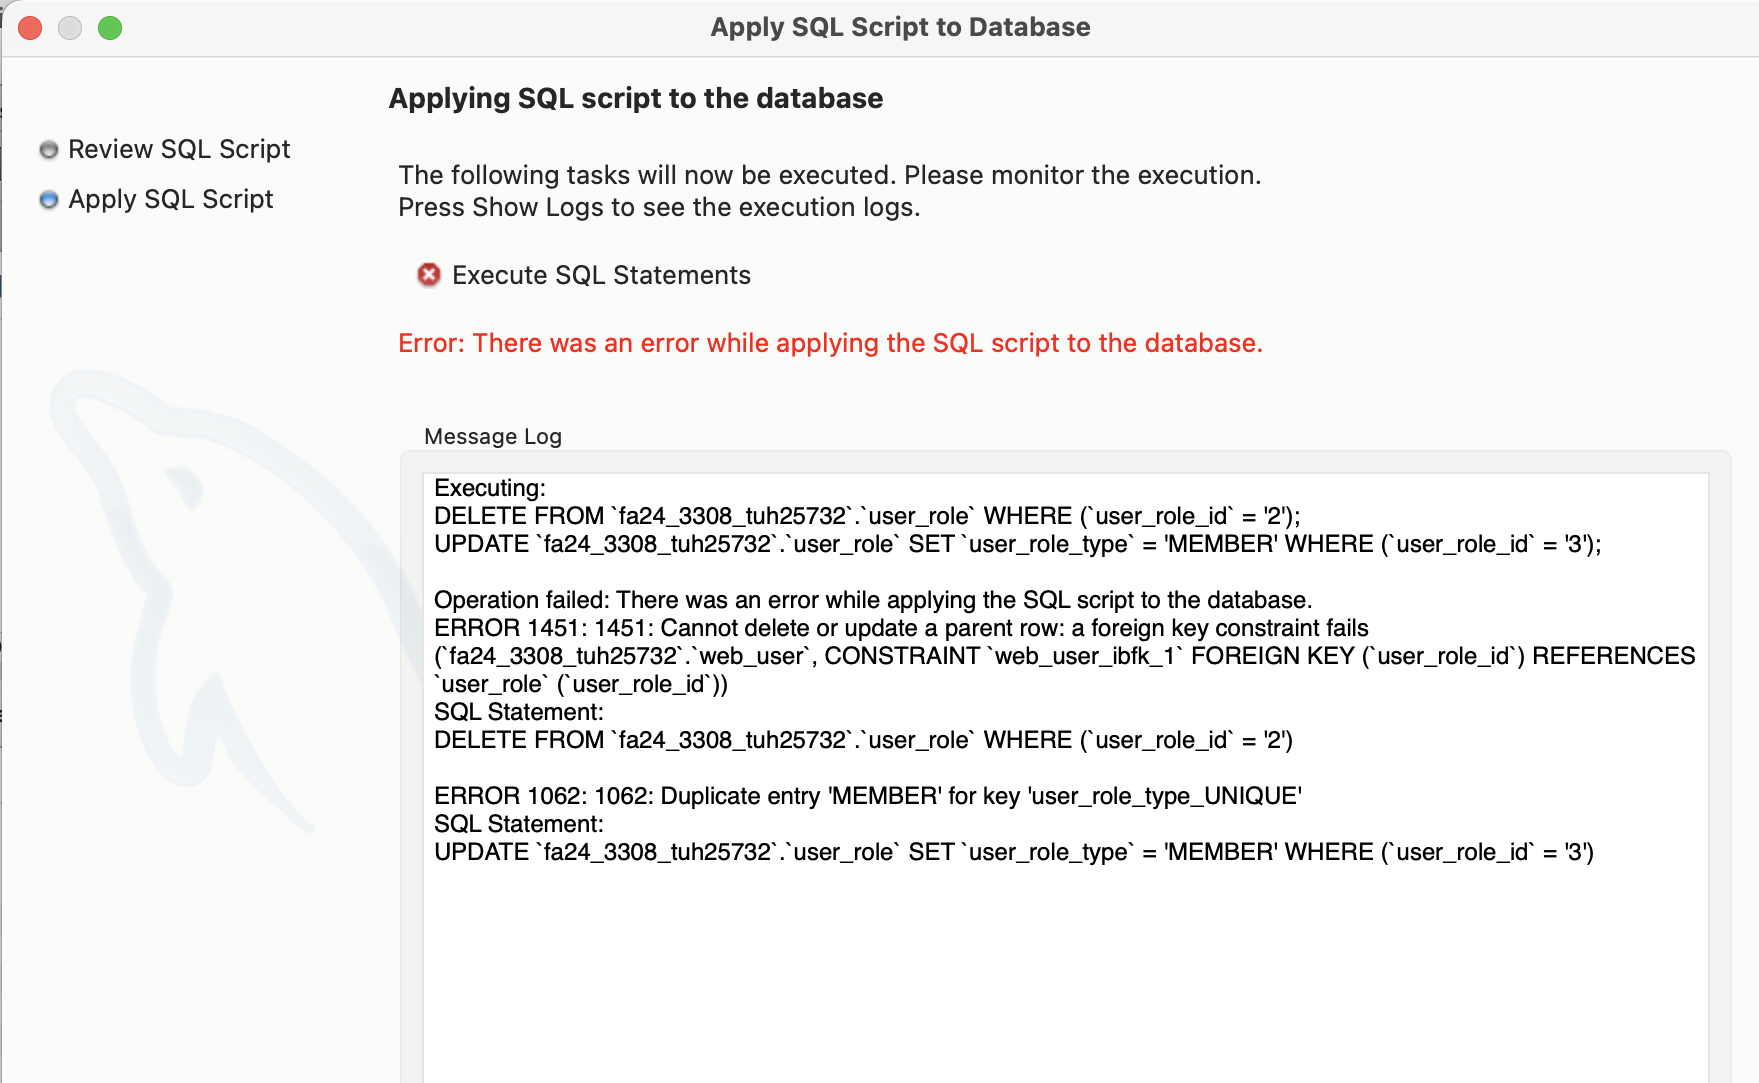 Apply SQL Script to Database
Applying SQL script to the database
Review SQL Script
Apply SQL Script
The following tasks will now be executed. Please monitor the execution.
Press Show Logs to see the execution logs.
Execute SQL Statements
Error: There was an error while applying the SQL script to the database.
Message Log
Executing:
DELETE FROM `fa24_3308_tuh25732`.`user_role` WHERE (`user_role_id` = '2');
UPDATE `fa24_3308_tuh25732`.`user_role` SET `user_role_type` = 'MEMBER' WHERE (`user_role_id` = '3');
Operation failed: There was an error while applying the SQL script to the database.
ERROR 1451: 1451: Cannot delete or update a parent row: a foreign key constraint fails
(`fa24_3308_tuh25732`.`web_user`, CONSTRAINT `web_user_ibfk_1` FOREIGN KEY (`user_role_id`) REFERENCES
`user_role` (`user_role_id`))
SQL Statement:
DELETE FROM `fa24_3308_tuh25732`.`user_role` WHERE (`user_role_id` = '2')
ERROR 1062: 1062: Duplicate entry 'MEMBER' for key 'user_role_type_UNIQUE'
SQL Statement:
UPDATE `fa24_3308_tuh25732`.`user_role` SET `user_role_type` = 'MEMBER' WHERE (`user_role_id` = '3')